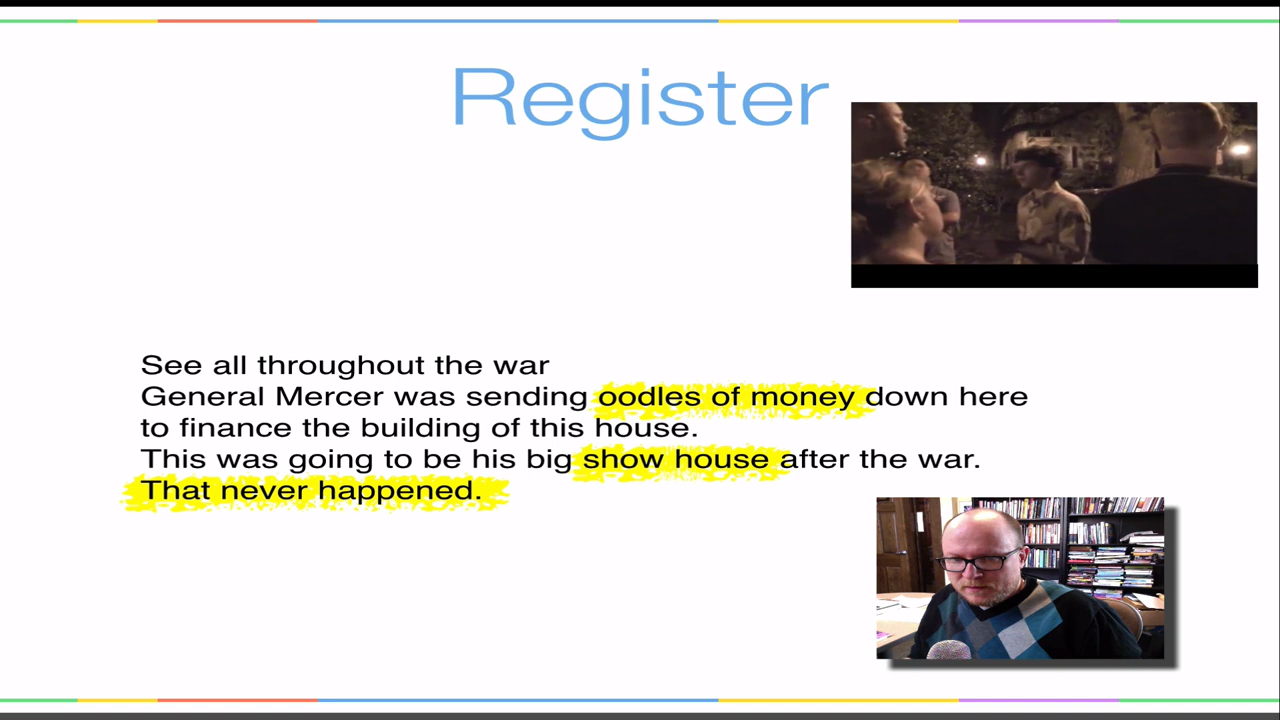 Register
See all throughout the war
General Mercer was sending oodles of money down here
to finance the building of this house.
This was going to be his big show house after the war.
That never happened.